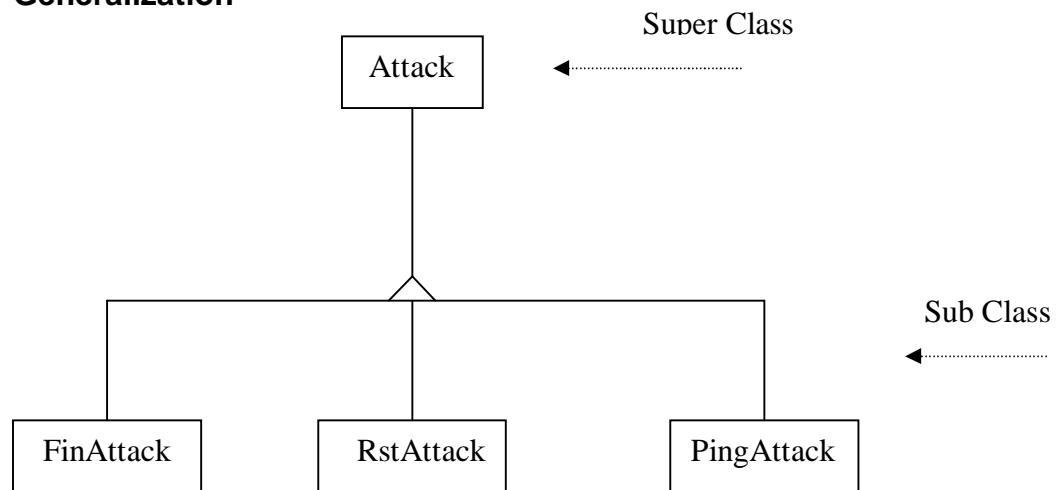 Generalization
Super Class
Attack
Sub Class
FinAttack
RstAttack
PingAttack